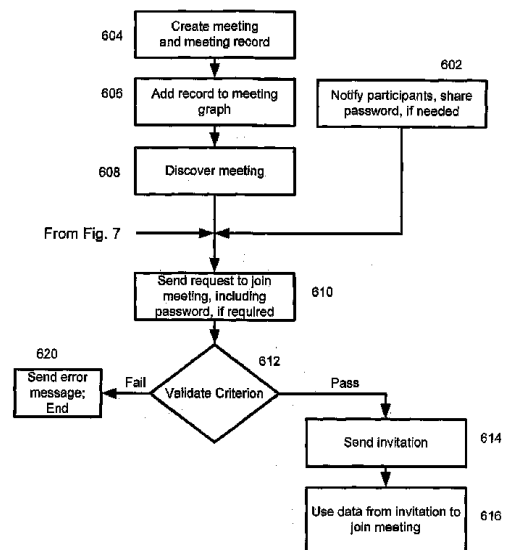 604
Create meeting
and meeting record
602
606
Add record to meeting
graph
Notify participants, share
password, if needed
608
Discover meeting
From Fig. 7
Send request to join
meeting, including
password, if required
610
620
612
Send error
message;
End
Fail
Validate Criterion
Pass
Send invitation
614
Use data from invitation to
join meeting
616